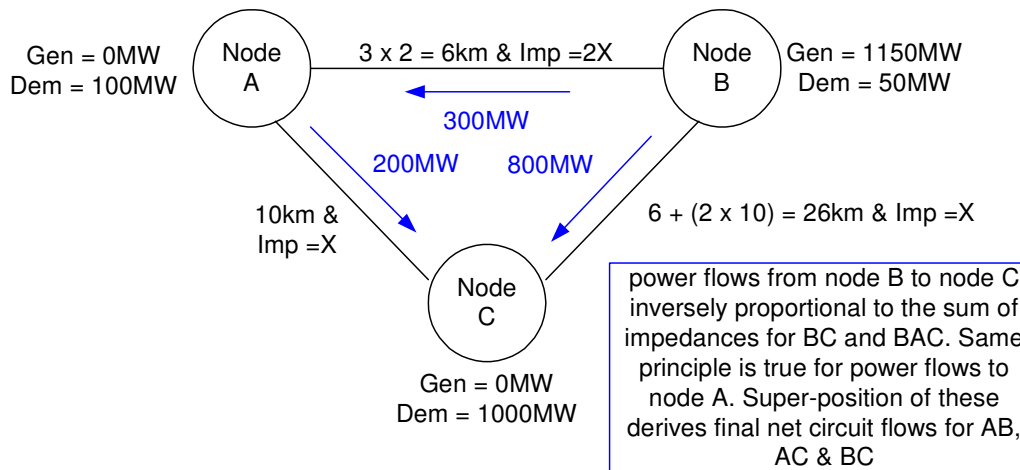 Gen = 0MW
Dem = 100MW
Node
A
3 x 2 = 6km & Imp =2X
Node
B
Gen = 1150MW
Dem = 50MW
300MW
200MW
800MW
10km &
Imp =X
6 + (2 x 10) = 26km & Imp =X
Node
C
Gen = 0MW
Dem = 1000MW
power flows from node B to node C
inversely proportional to the sum of
impedances for BC and BAC. Same
principle is true for power flows to
node A. Super-position of these
derives final net circuit flows for AB,
AC & BC